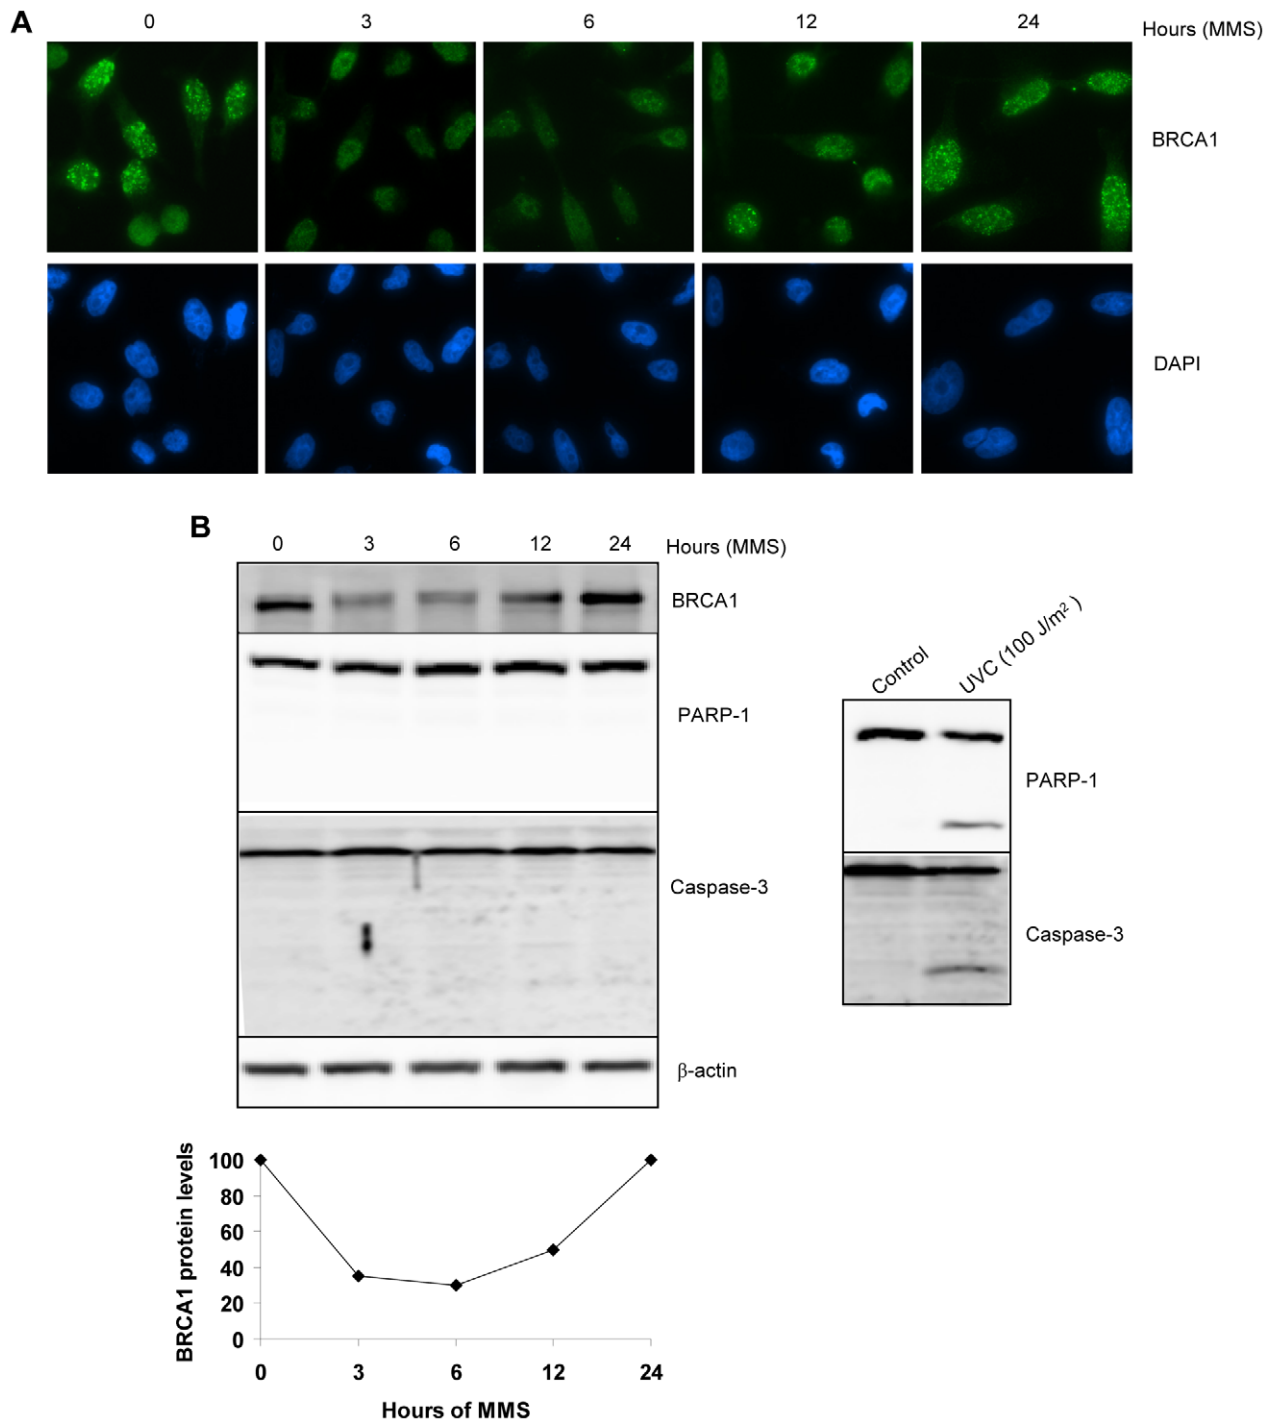 A
0 3 6 12 24 Hours (MMS)
BRCA1
DAPI
B
0 3 6 12 24 Hours (MMS)
BRCA1
PARP-1
Caspase-3
β-actin
Control
UVC (100 J/m² )
PARP-1
Caspase-3
BRCA1 protein levels
100
80
60
40
20
0
0 3 6 12 24
Hours of MMS